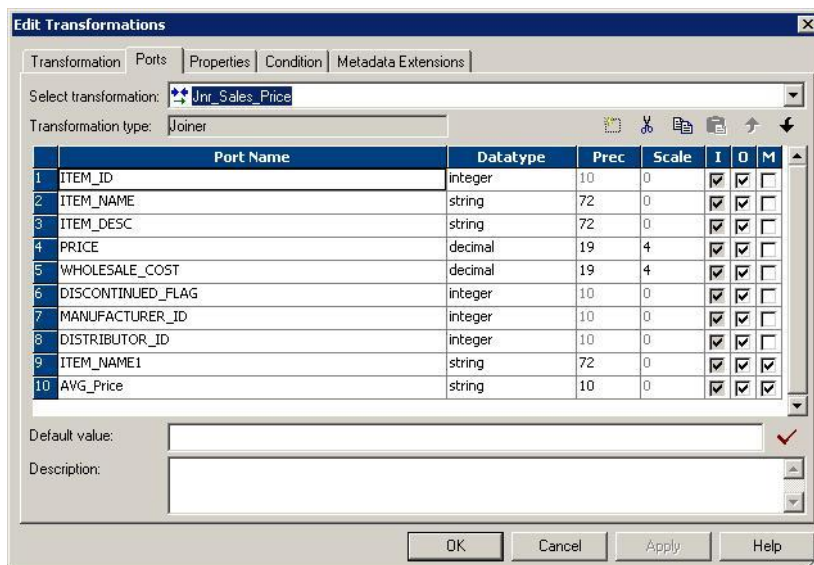 Edit Transformations
Transformation Ports Properties Condition Metadata Extensions
Select transformation: Jnr_Sales_Price
Transformation type: Joiner
Port Name Datatype Prec Scale I O M
1 ITEM_ID integer 10 0
2 ITEM_NAME string 72 0
3 ITEM_DESC string 72 0
4 PRICE decimal 19 4
5 WHOLESALE_COST decimal 19 4
6 DISCONTINUED_FLAG integer 10 0
7 MANUFACTURER_ID integer 10 0
8 DISTRIBUTOR_ID integer 10 0
9 ITEM_NAME1 string 72 0
10 AVG_Price string 10 0
Default value:
Description:
OK Cancel Apply Help